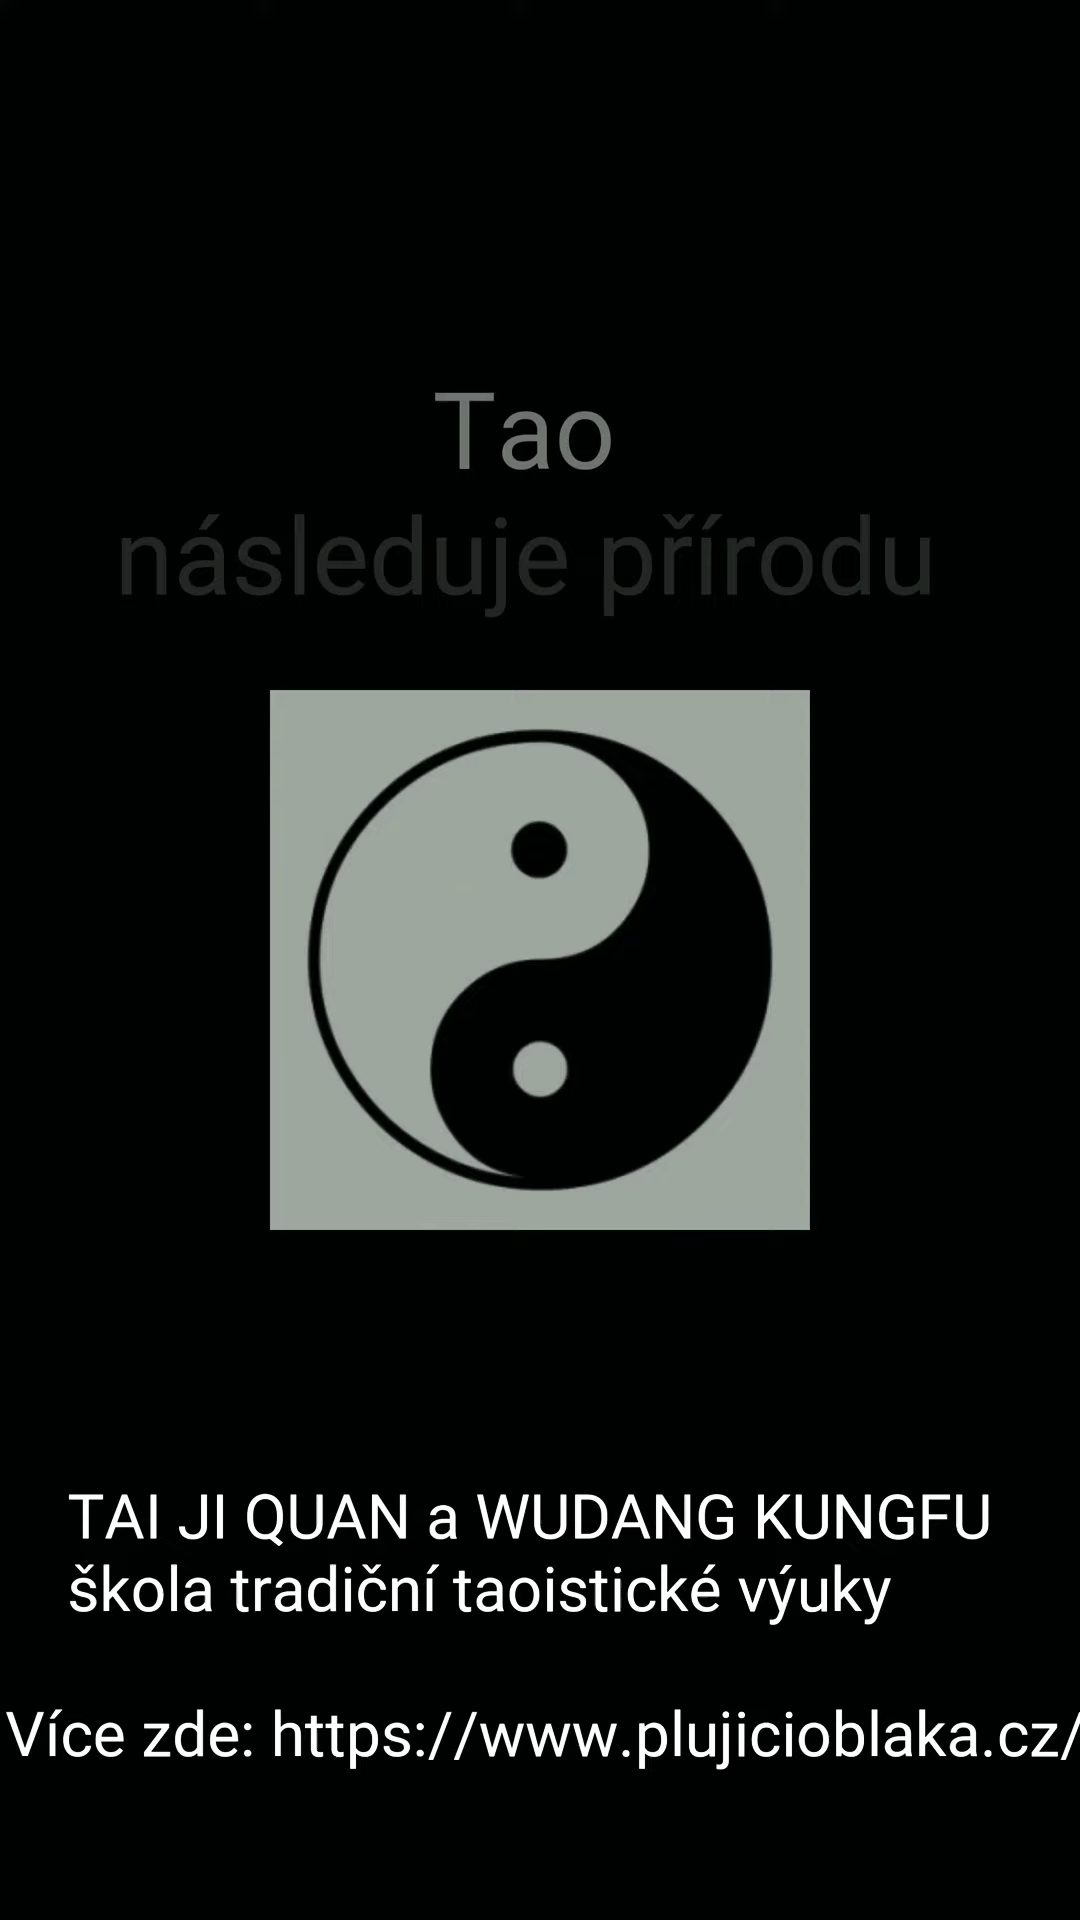 Tao
následuje přírodu
TAI JI QUAN a WUDANG KUNGFU
škola tradiční taoistické výuky
Více zde: https://www.plujicioblaka.cz/